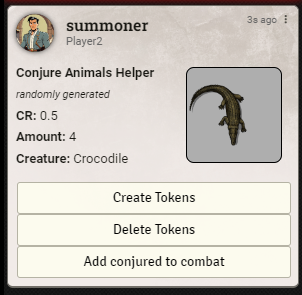 summoner
3s ago
Player2
Conjure Animals Helper
randomly generated
CR: 0.5
Amount: 4
Creature: Crocodile
Create Tokens
Delete Tokens
Add conjured to combat